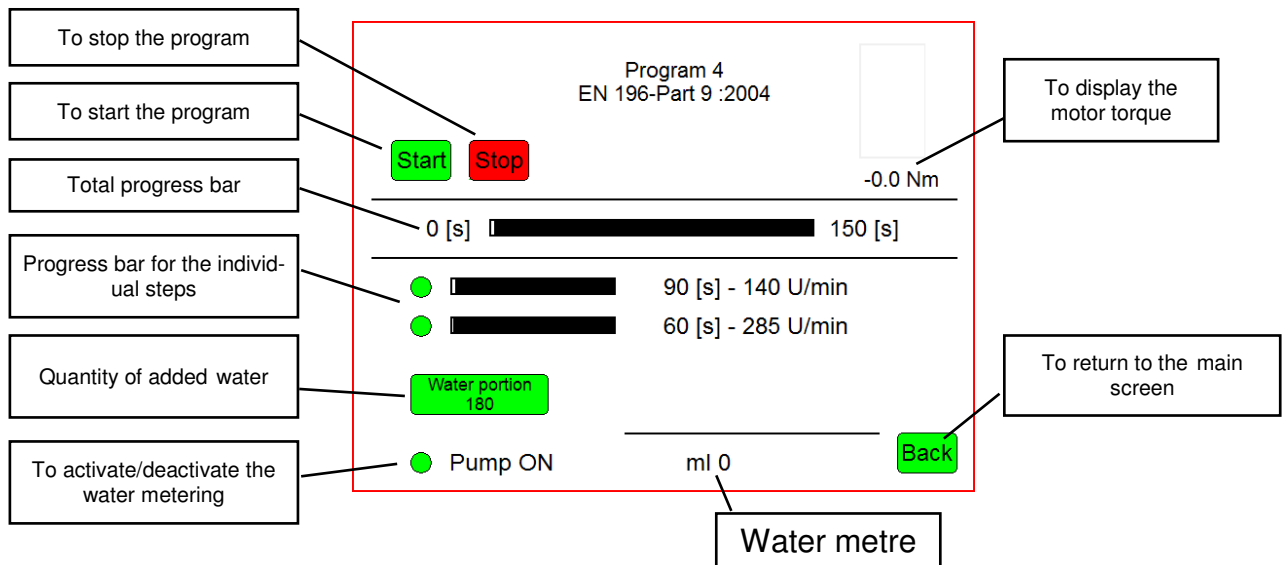 To stop the program
To start the program
Total progress bar
Progress bar for the individ-
ual steps
Quantity of added water
To activate/deactivate the
water metering
Program 4
EN 196-Part 9 :2004
Start
Stop
-0.0 Nm
0 [s]
150 [s]
90 [s] - 140 U/min
60 [s] - 285 U/min
Water portion
180
Pump ON
ml 0
Back
To display the
motor torque
To return to the main
screen
Water metre